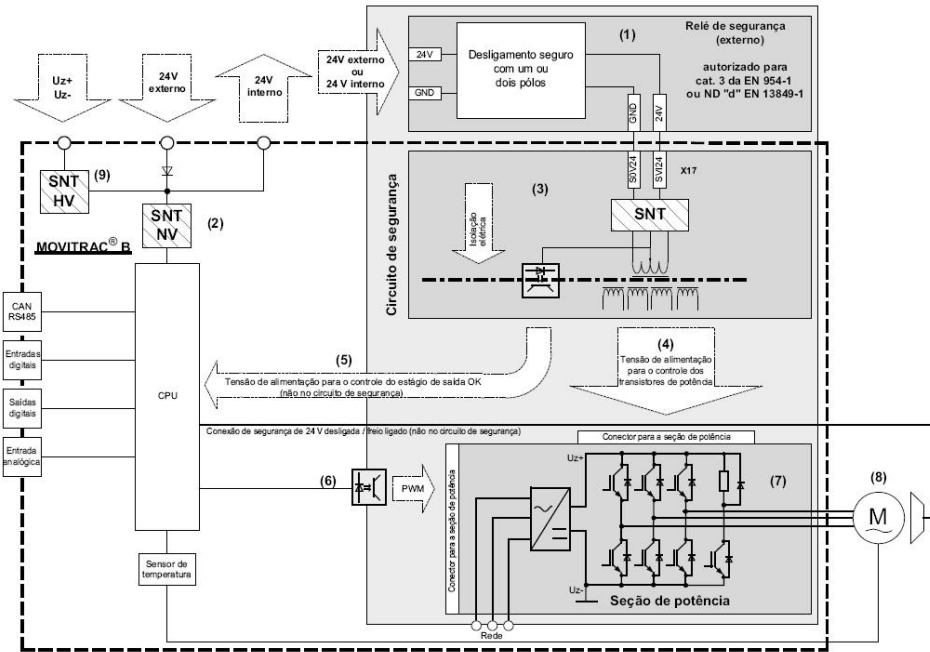 Uz+
Uz-
24V
externo
24V
interno
24V externo
ou
24 V interno
24V
GND
Desligamento seguro
com um ou
dois pólos
(1)
Relé de segurança
(externo)
autorizado para
cat. 3 da EN 954-1
ou ND "d" EN 13849-1
GND
24V
S0V24
SVI24
X17
SNT
(3)
Isolação
elétrica
Circuito de segurança
(9)
SNT
HV
SNT
NV
(2)
MOVITRAC® B
CAN
RS485
Entradas
digitais
Saídas
digitais
Entrada
analógica
CPU
(5)
Tensão de alimentação para o controle do estágio de saída OK
(não no circuito de segurança)
(4)
Tensão de alimentação
para o controle dos
transistores de potência
Conexão de segurança de 24 V desligada / freio ligado (não no circuito de segurança)
Conector para a seção de potência
(6)
PWM
Conector para a seção de potência
Uz+
(7)
(8)
M
Uz-
Seção de potência
Rede
Sensor de
temperatura